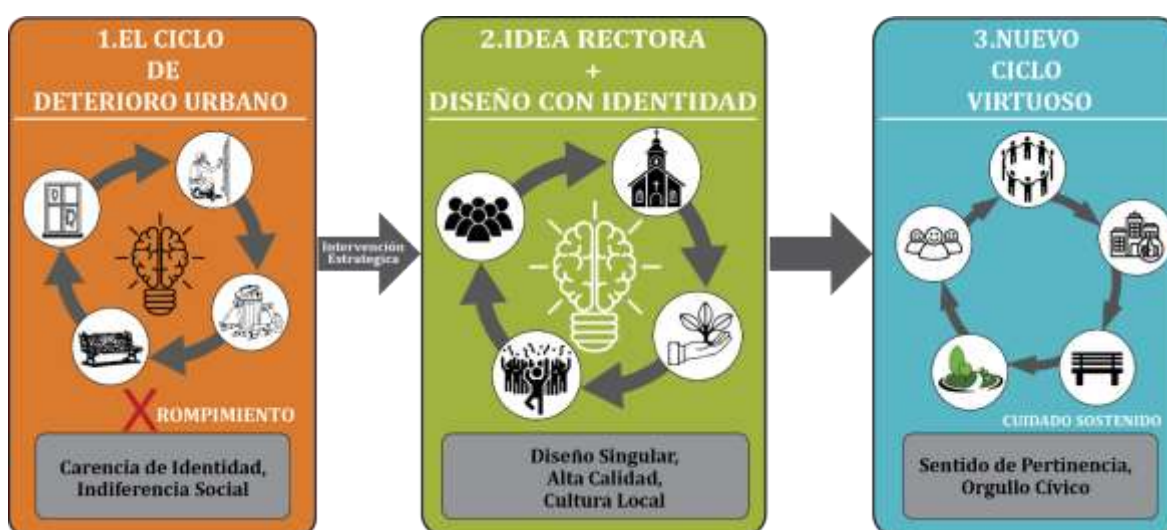 1.EL CICLO
DE
DETERIORO URBANO
ROMPIMIENTO
Carencia de Identidad,
Indiferencia Social
Intervención
Estrategica
2.IDEA RECTORA
+
DISEÑO CON IDENTIDAD
Diseño Singular,
Alta Calidad,
Cultura Local
3.NUEVO
CICLO
VIRTUOSO
CUIDADO SOSTENIDO
Sentido de Pertinencia,
Orgullo Cívico